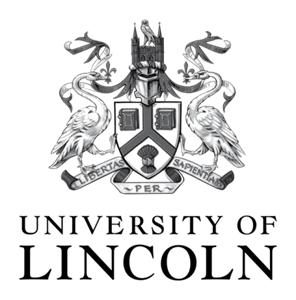 LIBERTAS PER SAPIENTIAM
UNIVERSITY OF
LINCOLN